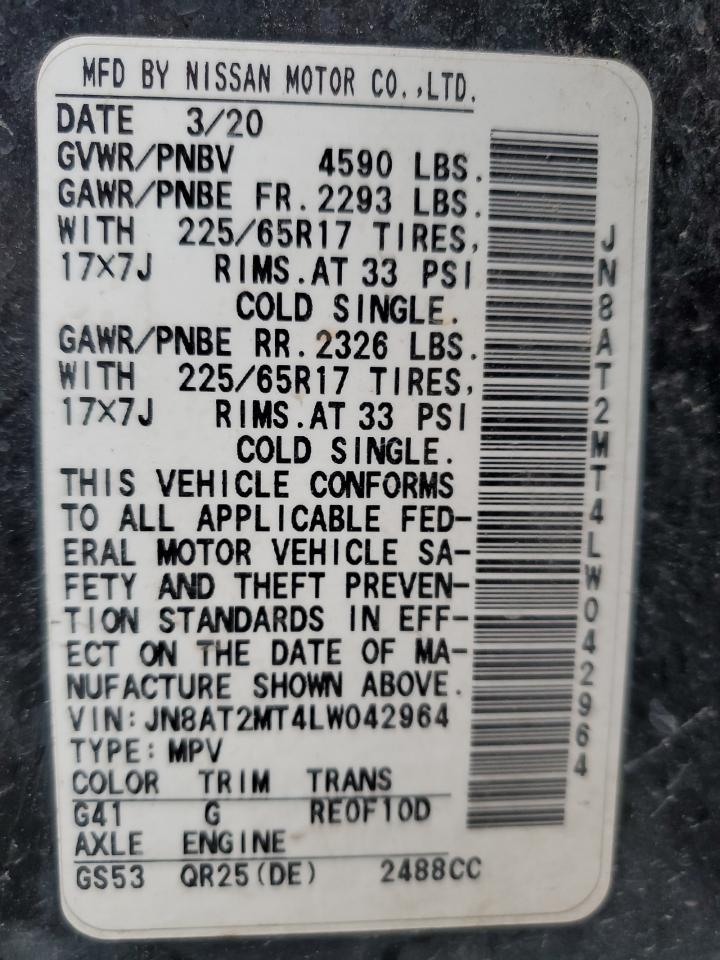 MFD BY NISSAN MOTOR CO.,LTD.
DATE 3/20
GVWR/PNBV 4590 LBS.
GAWR/PNBE FR. 2293 LBS.
WITH 225/65R17 TIRES,
17X7J RIMS.AT 33 PSI
COLD SINGLE.
GAWR/PNBE RR. 2326 LBS.
WITH 225/65R17 TIRES,
17X7J RIMS.AT 33 PSI
COLD SINGLE.
THIS VEHICLE CONFORMS
TO ALL APPLICABLE FED-
ERAL MOTOR VEHICLE SA-
FETY AND THEFT PREVEN-
TION STANDARDS IN EFF-
ECT ON THE DATE OF MA-
NUFACTURE SHOWN ABOVE.
VIN: JN8AT2MT4LW042964
TYPE: MPV
COLOR TRIM TRANS
G41 G RE0F10D
AXLE ENGINE
GS53 QR25(DE) 2488CC
JN8AT2MT4LW042964